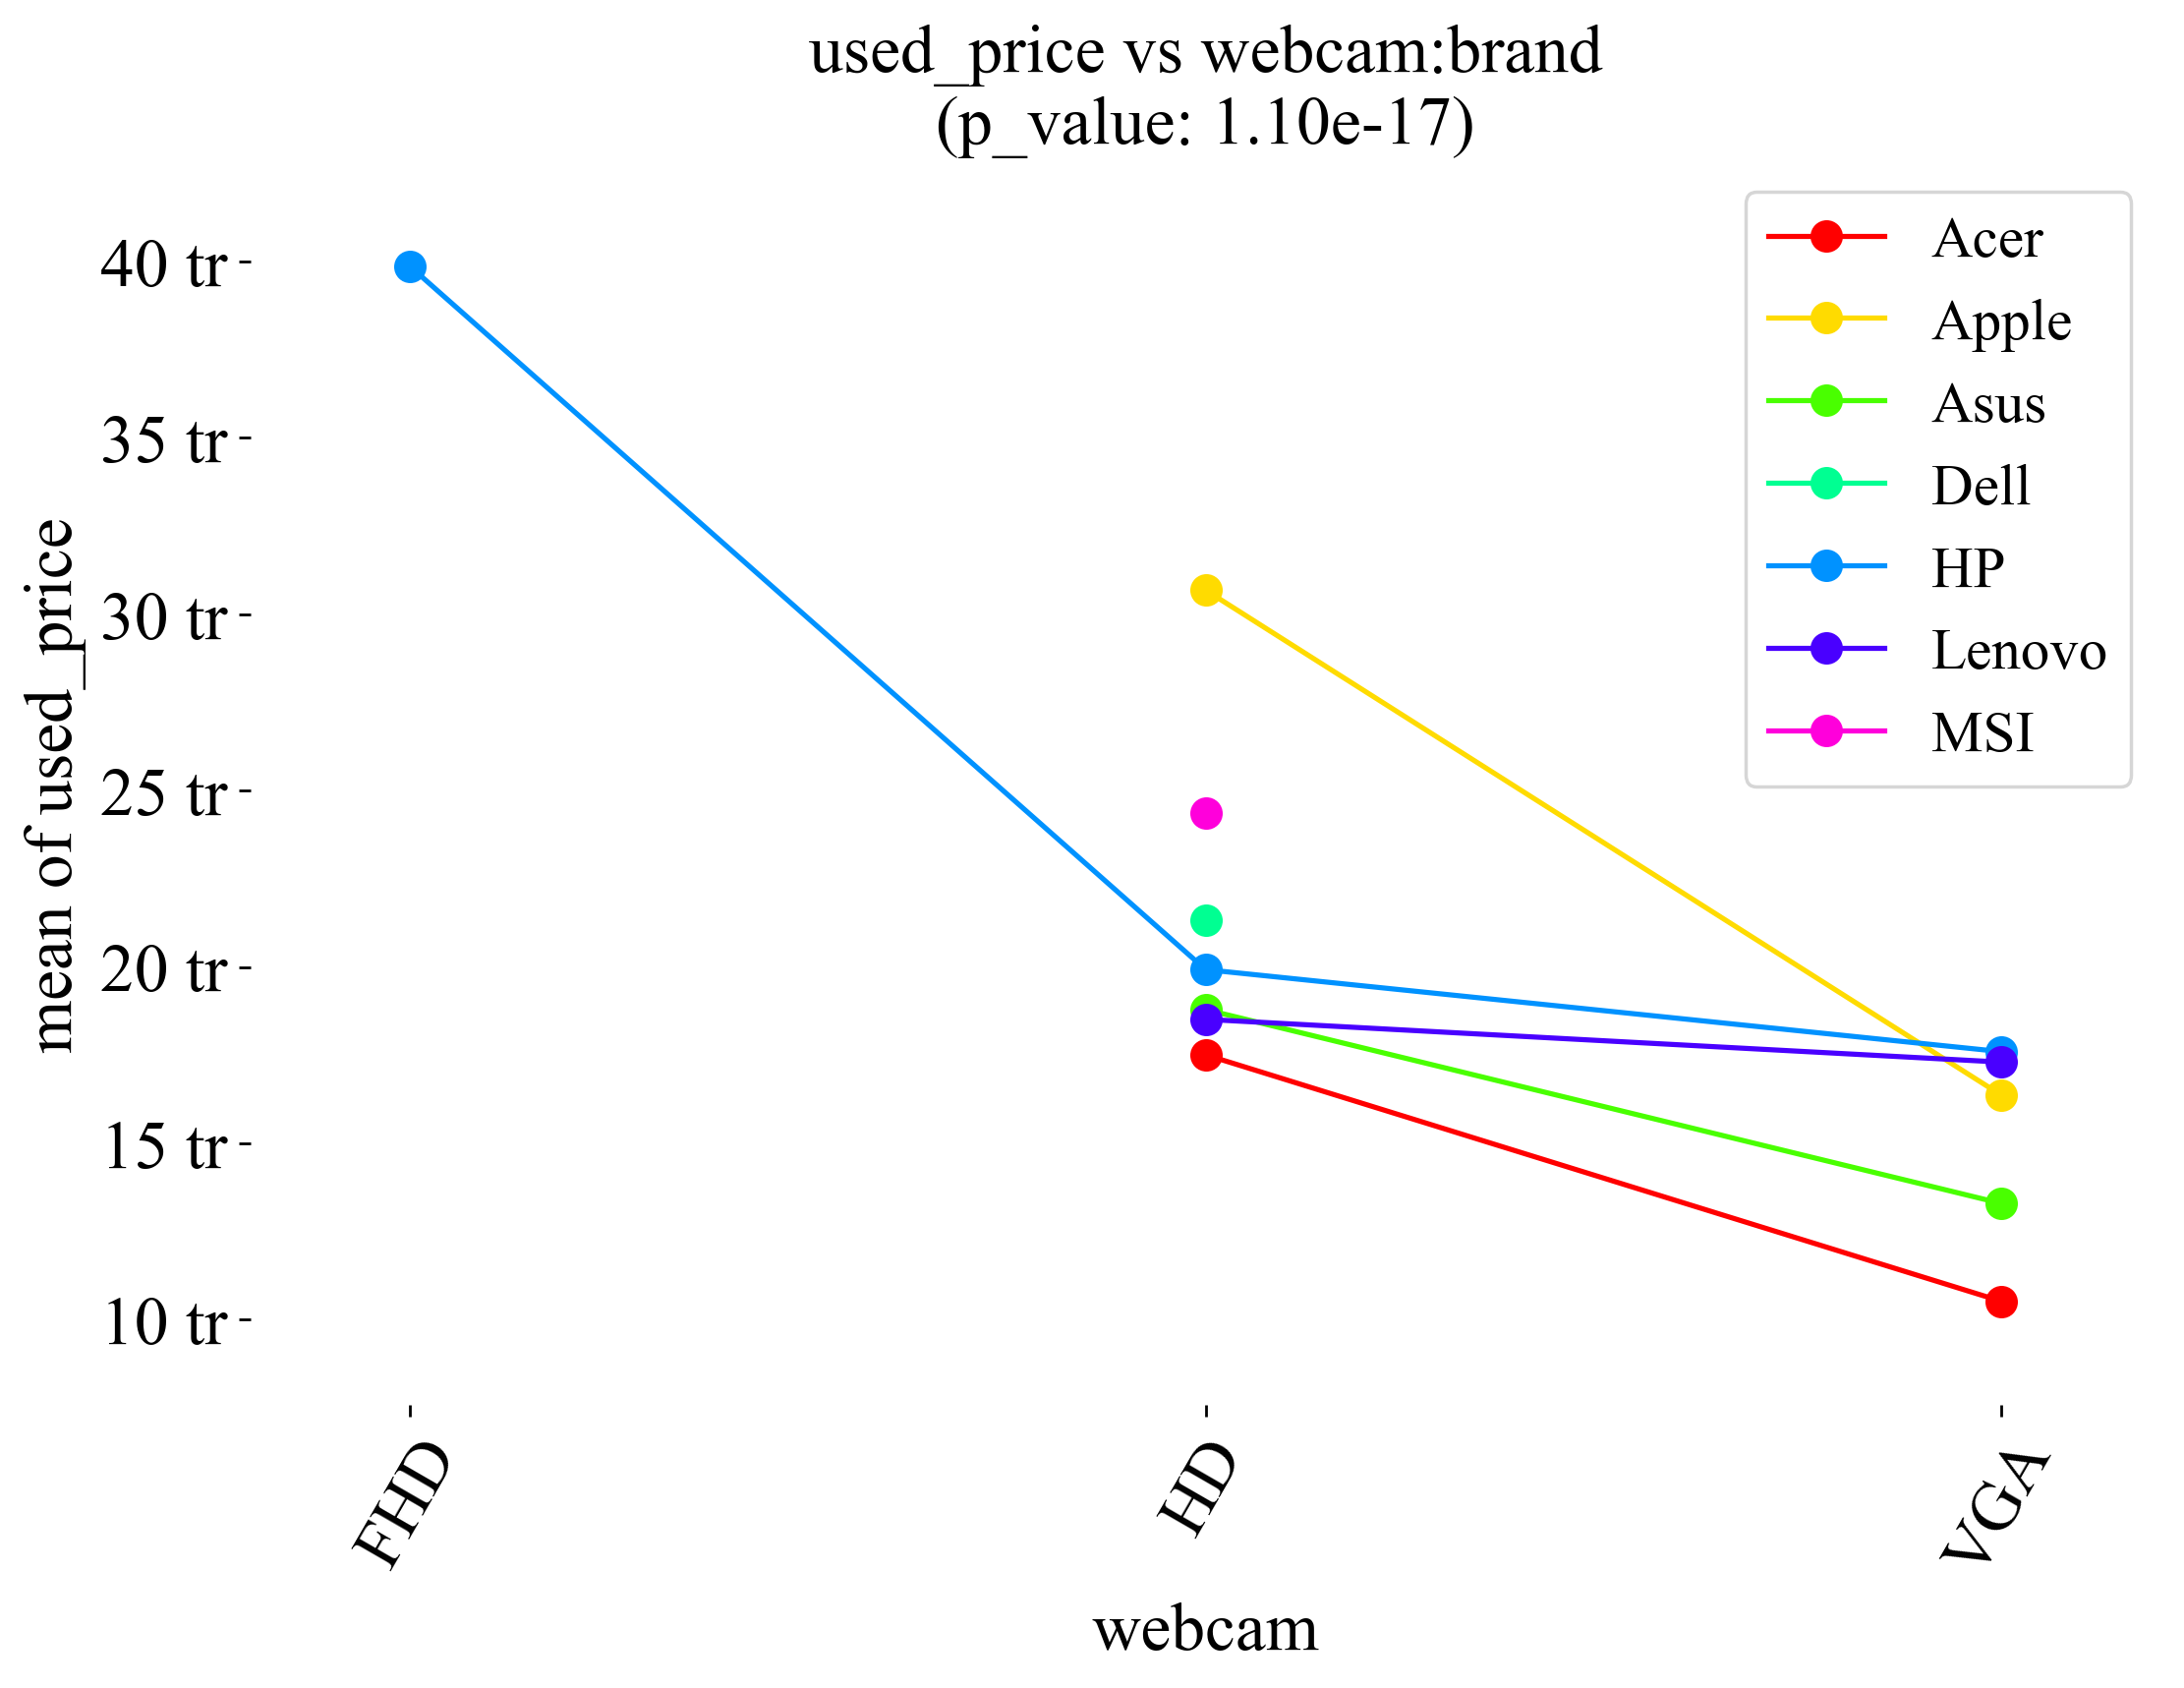 used_price vs webcam:brand
(p_value: 1.10e-17)
Acer
Apple
Asus
Dell
HP
Lenovo
MSI
mean of used_price
40 tr
35 tr
30 tr
25 tr
20 tr
15 tr
10 tr
FHD
HD
VGA
webcam